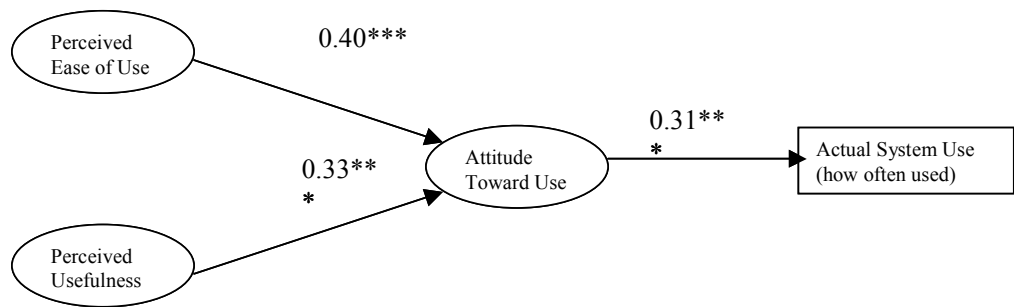 Perceived
Ease of Use
0.40***
0.31**
*
Attitude
Toward Use
Actual System Use
(how often used)
0.33**
*
Perceived
Usefulness